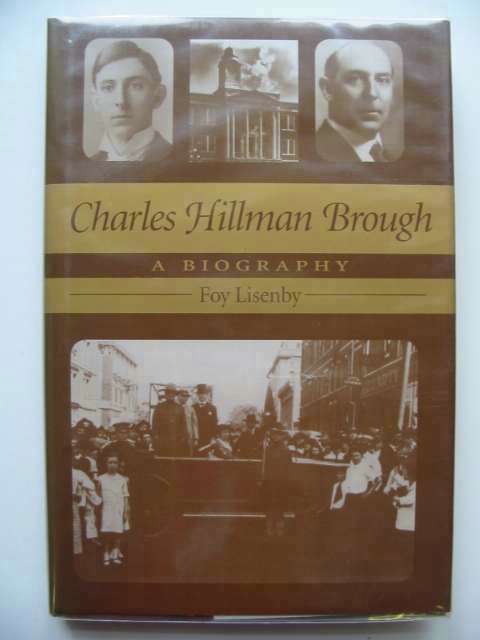 Charles Hillman Brough
A BIOGRAPHY
Foy Lisenby